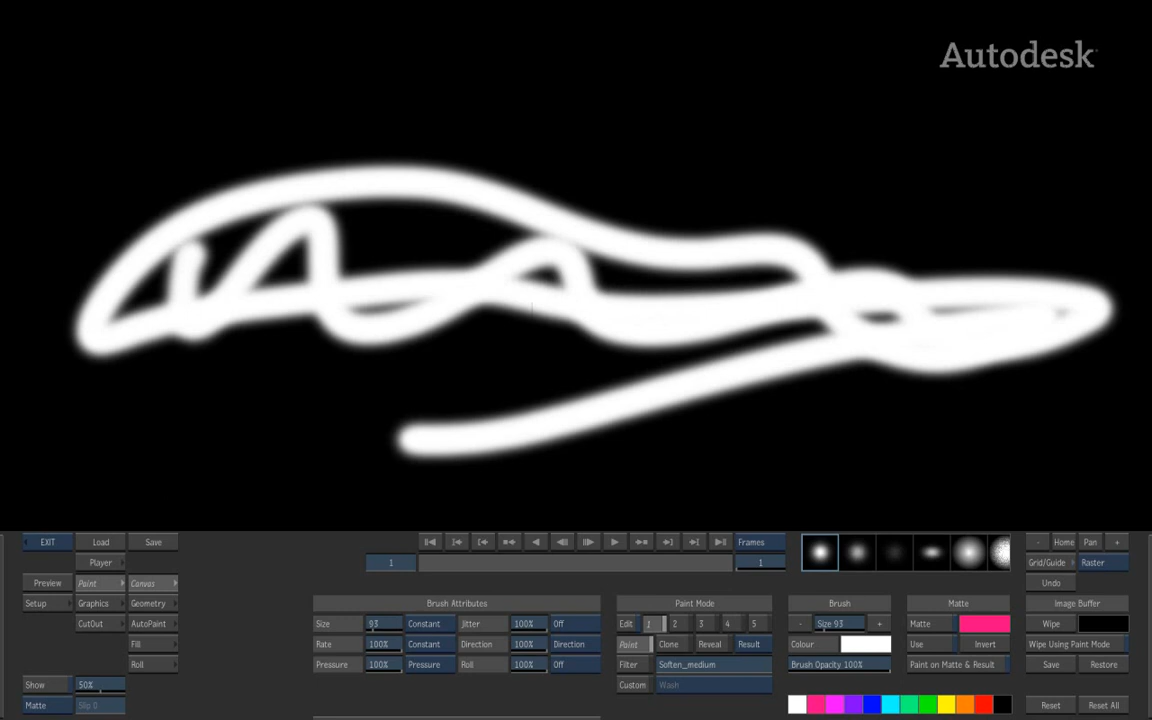 Autodesk
EXIT Load Save Frames - Home Pan +
Player 1 1 Grid/Guide Raster
Preview Paint Canvas Undo
Setup Graphics Geometry Brush Attributes Paint Mode Brush Matte Image Buffer
CutOut AutoPaint Size 93 Constant Jitter 100% Off Edit 1 2 3 4 5 - Size 93 + Matte Wipe
Fill Rate 100% Constant Direction 100% Direction Paint Clone Reveal Result Colour Use Invert Wipe Using Paint Mode
Roll Pressure 100% Pressure Roll 100% Off Filter Soften_medium Brush Opacity 100% Paint on Matte & Result Save Restore
Show 50% Custom Wash
Matte Slip 0 Reset Reset All